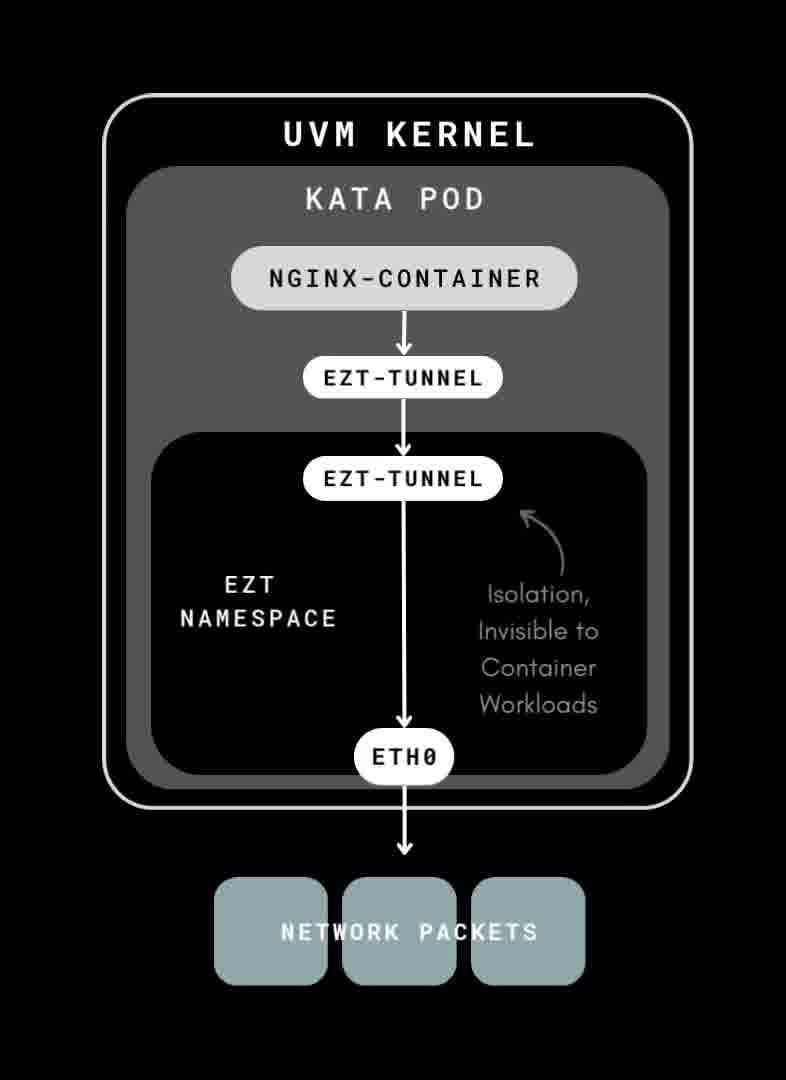 UVM KERNEL
KATA POD
NGINX-CONTAINER
EZT-TUNNEL
EZT-TUNNEL
EZT
NAMESPACE
Isolation,
Invisible to
Container
Workloads
ETH0
NETWORK PACKETS